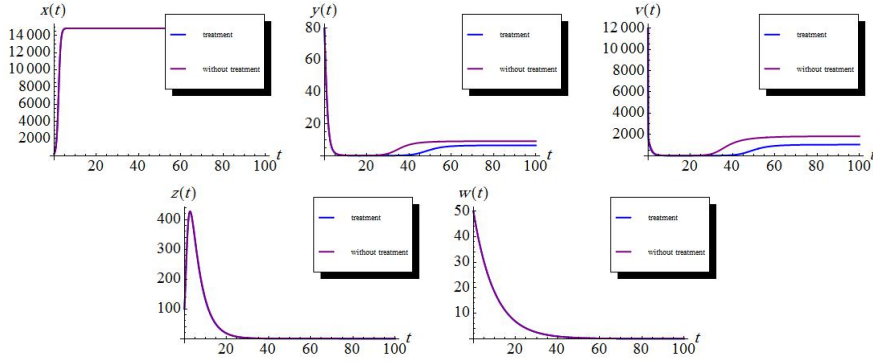 x(t)
14 000
12 000
10 000
8000
6000
4000
2000
20 40 60 80 100 t
treatment
without treatment
y(t)
80
60
40
20
20 40 60 80 100 t
treatment
without treatment
v(t)
12 000
10 000
8000
6000
4000
2000
20 40 60 80 100 t
treatment
without treatment
z(t)
400
300
200
100
20 40 60 80 100 t
treatment
without treatment
w(t)
50
40
30
20
10
0 20 40 60 80 100 t
treatment
without treatment